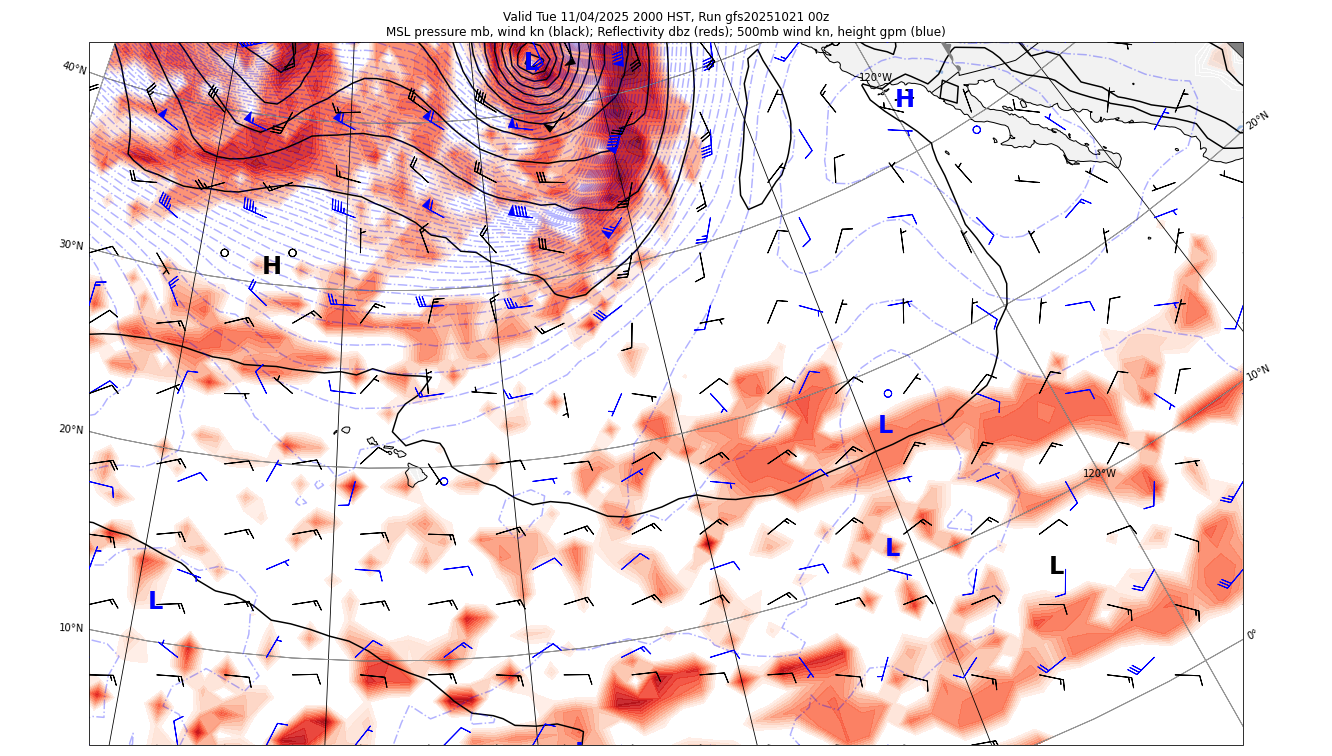 Valid Tue 11/04/2025 2000 HST, Run gfs20251021 00z
MSL pressure mb, wind kn (black); Reflectivity dbz (reds); 500mb wind kn, height gpm (blue)
L
40°N
120°W
H
20°N
30°N
H
10°N
20°N
L
120°W
L
L
L
10°N
0°